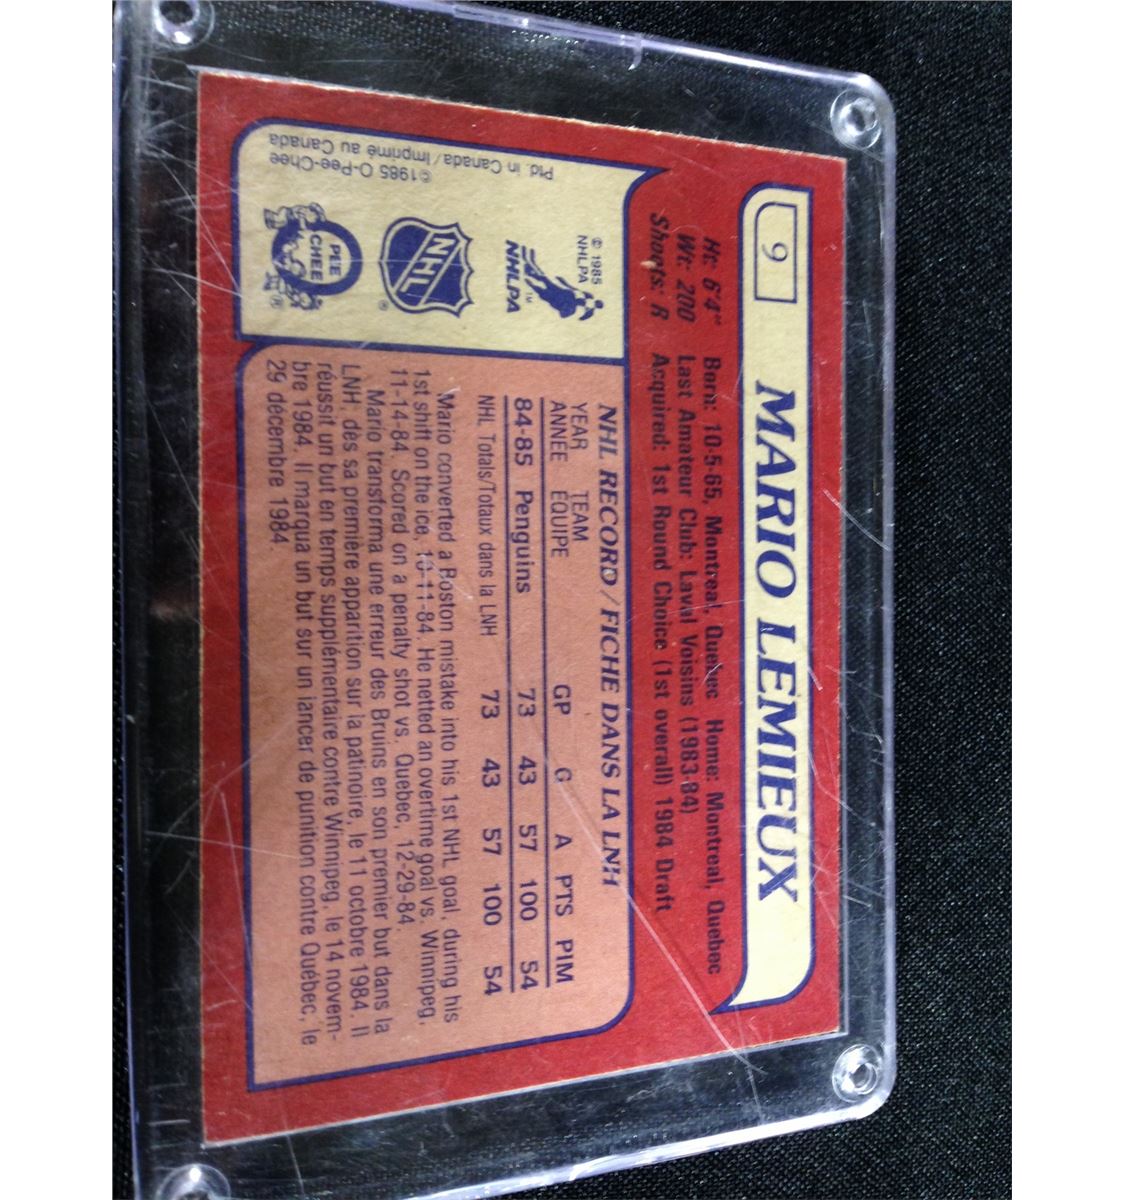 9
MARIO LEMIEUX
Ht: 6'4" Born: 10-5-65, Montreal, Quebec Home: Montreal, Quebec
Wt: 200 Last Amateur Club: Laval Voisins (1983-84)
Shoots: R Acquired: 1st Round Choice (1st overall) 1984 Draft
NHL RECORD/FICHE DANS LA LNH
YEAR TEAM GP G A PTS PIM
ANNEE EQUIPE
84-85 Penguins 73 43 57 100 54
NHL Totals/Totaux dans la LNH 73 43 57 100 54
Mario converted a Boston mistake into his 1st NHL goal, during his
1st shift on the ice, 10-11-84. He netted an overtime goal vs. Winnipeg,
11-14-84. Scored on a penalty shot vs. Quebec, 12-29-84.
Mario transforma une erreur des Bruins en son premier but dans la
LNH, dès sa première apparition sur la patinoire, le 11 octobre 1984. Il
réussit un but en temps supplémentaire contre Winnipeg, le 14 novem-
bre 1984. Il marqua un but sur un lancer de punition contre Québec, le
29 décembre 1984.
© 1985
NHLPA
NHLPA™
NHL
®
PEE
CHEE
®
©1985 O-Pee-Chee
Ptd. in Canada/Imprimé au Canada